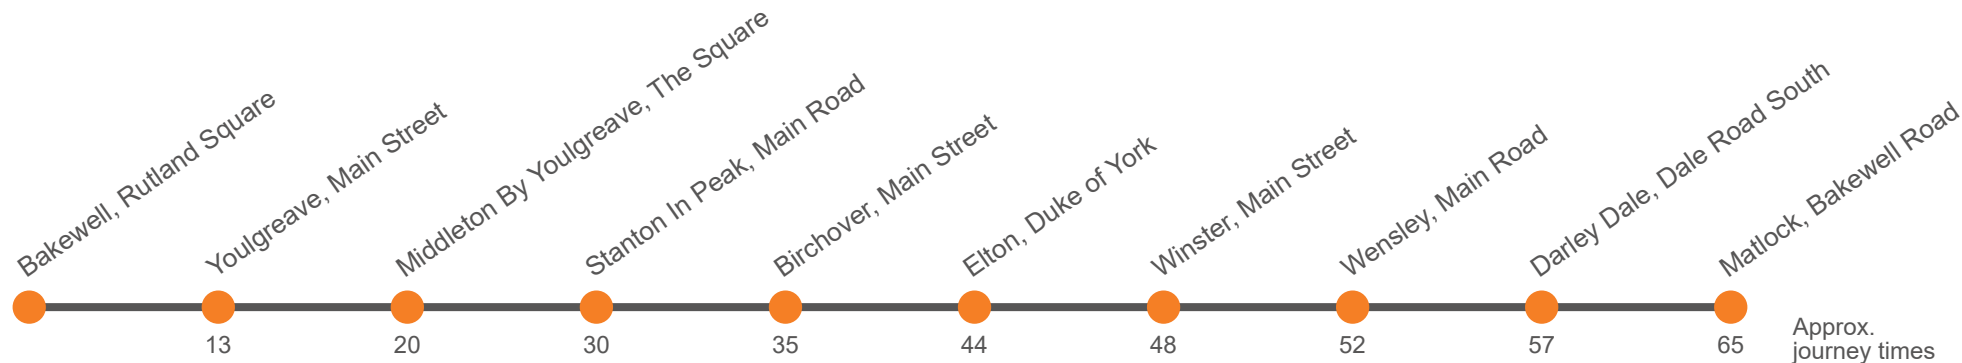 Bakewell, Rutland Square
Youlgreave, Main Street
Middleton By Youlgreave, The Square
Stanton In Peak, Main Road
Birchover, Main Street
Elton, Duke of York
Winster, Main Street
Wensley, Main Road
Darley Dale, Dale Road South
Matlock, Bakewell Road
13
20
30
35
44
48
52
57
65
Approx.
journey times